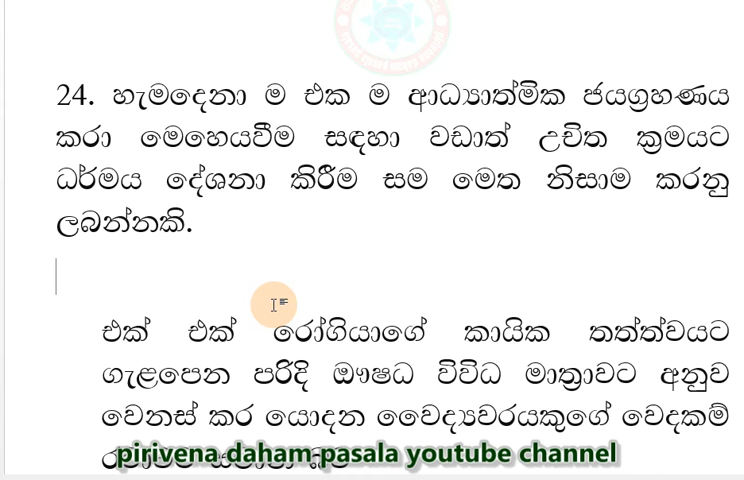 24. හැමදෙනා ම එක ම ආධ්‍යාත්මික ජයග්‍රහණය
කරා මෙහෙයවීම සඳහා වඩාත් උචිත ක්‍රමයට
ධර්මය දේශනා කිරීම සම මෙත නිසාම කරනු
ලබන්නකි.
එක් එක් රෝගියාගේ කායික තත්ත්වයට
ගැළපෙන පරිදි ඖෂධ විවිධ මාත්‍රාවට අනුව
වෙනස් කර යොදන වෛද්‍යවරයකුගේ වෙදකම්
pirivena daham pasala youtube channel